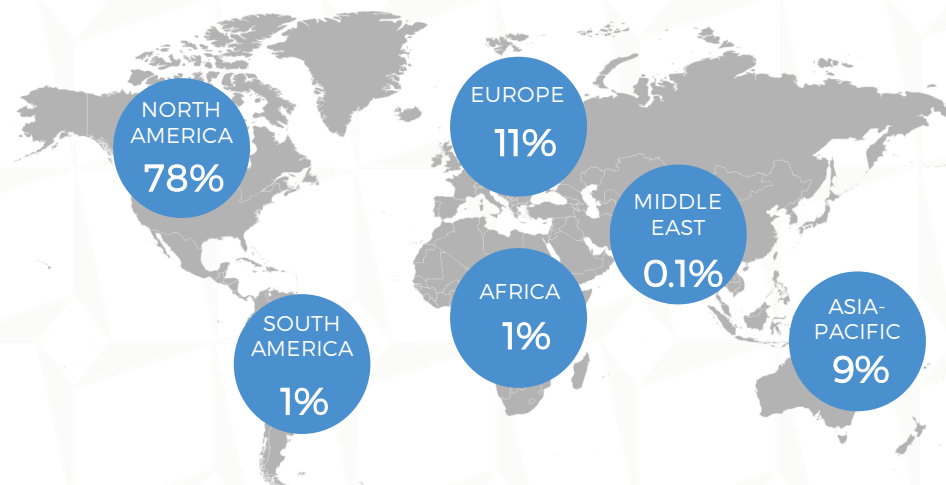 NORTH
AMERICA
78%
EUROPE
11%
MIDDLE
EAST
0.1%
AFRICA
1%
SOUTH
AMERICA
1%
ASIA-
PACIFIC
9%